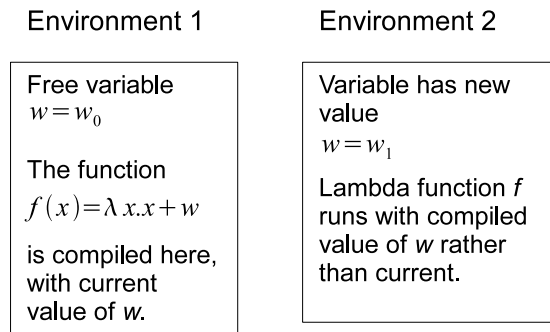 Environment 1
Free variable
w=w₀
The function
f(x)=λ x.x+w
is compiled here,
with current
value of w.
Environment 2
Variable has new
value
w=w₁
Lambda function f
runs with compiled
value of w rather
than current.